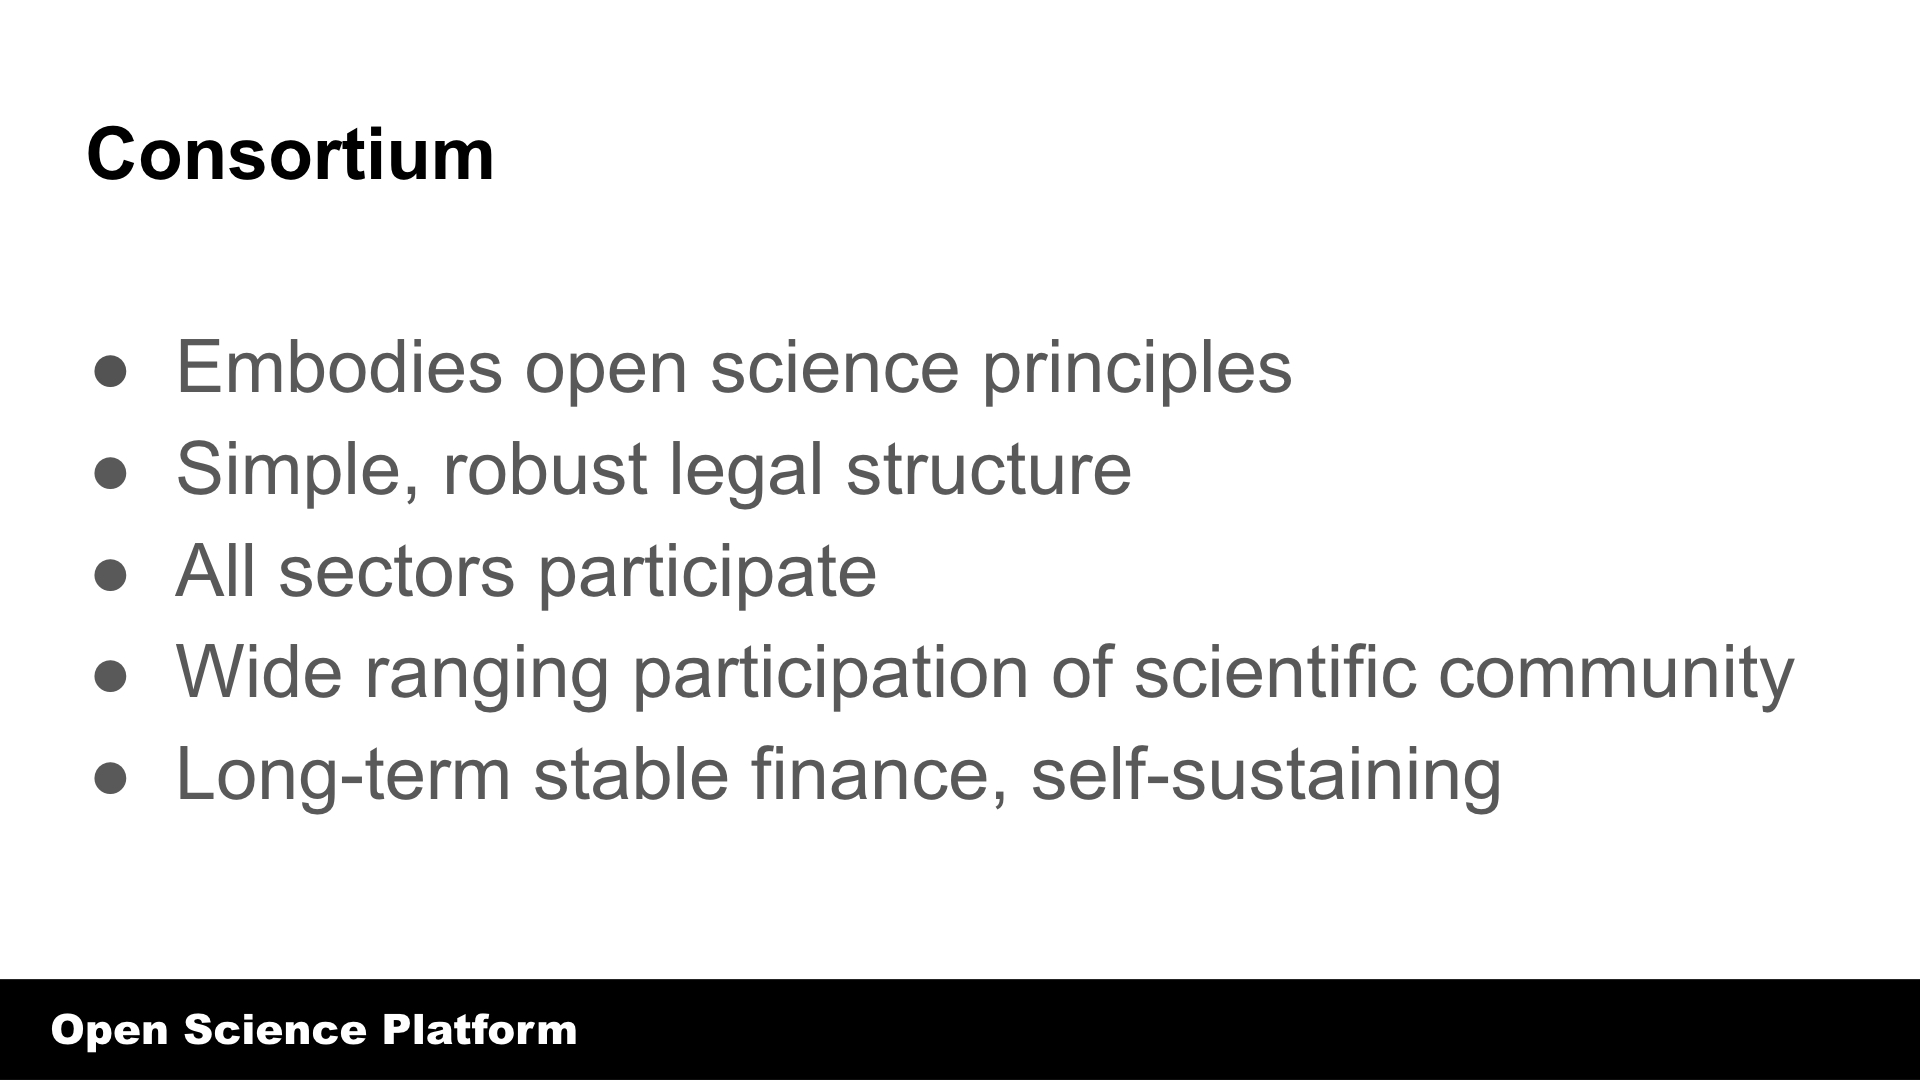 Consortium
● Embodies open science principles
● Simple, robust legal structure
● All sectors participate
● Wide ranging participation of scientific community
● Long-term stable finance, self-sustaining
Open Science Platform